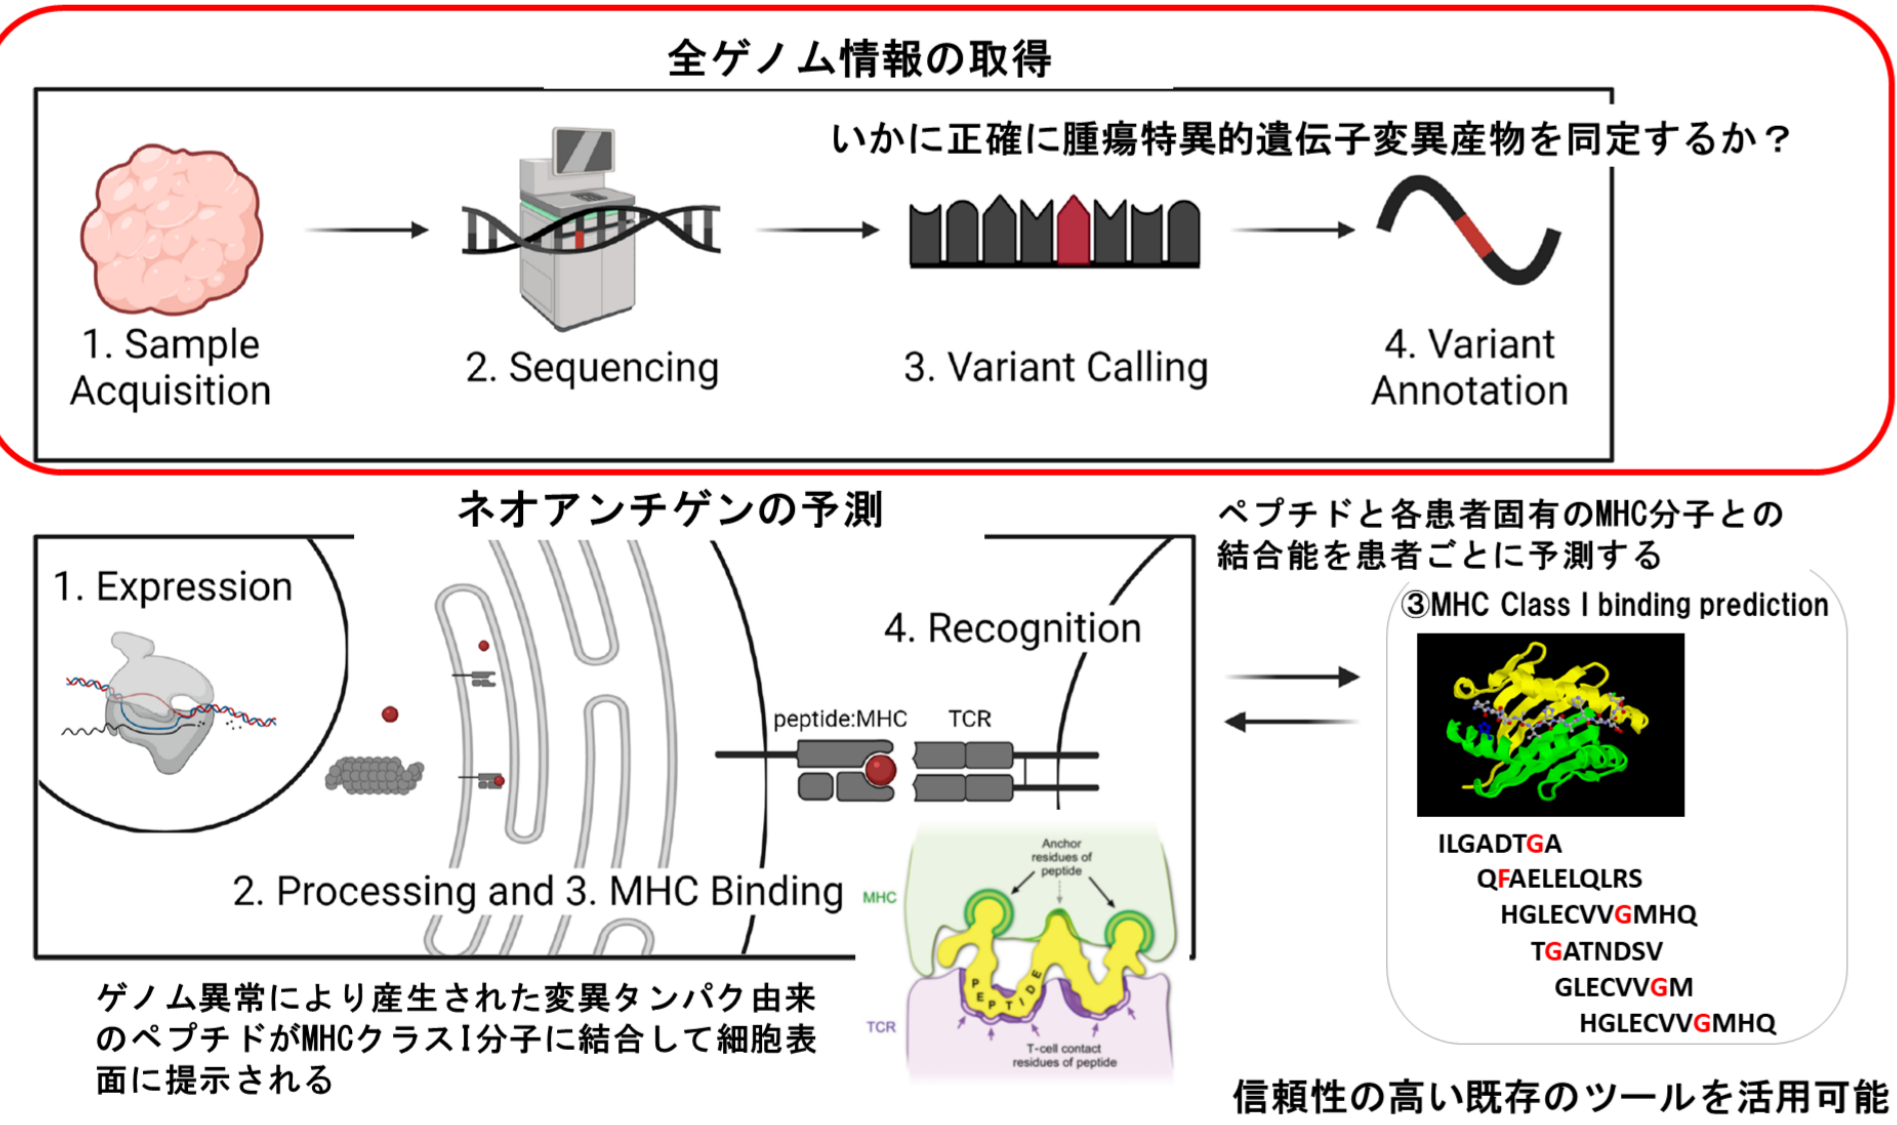 全ゲノム情報の取得
いかに正確に腫瘍特異的遺伝子変異産物を同定するか？
1. Sample
Acquisition
2. Sequencing
3. Variant Calling
4. Variant
Annotation
ネオアンチゲンの予測
1. Expression
4. Recognition
peptide:MHC
TCR
2. Processing and 3. MHC Binding
Anchor
residues of
peptide
MHC
PEPTIDE
TCR
T-cell contact
residues of peptide
ゲノム異常により産生された変異タンパク由来
のペプチドがMHCクラスI分子に結合して細胞表
面に提示される
ペプチドと各患者固有のMHC分子との
結合能を患者ごとに予測する
③MHC Class I binding prediction
ILGADTGA
QFAELELQLRS
HGLECVVGMHQ
TGATNDSV
GLECVVGM
HGLECVVGMHQ
信頼性の高い既存のツールを活用可能